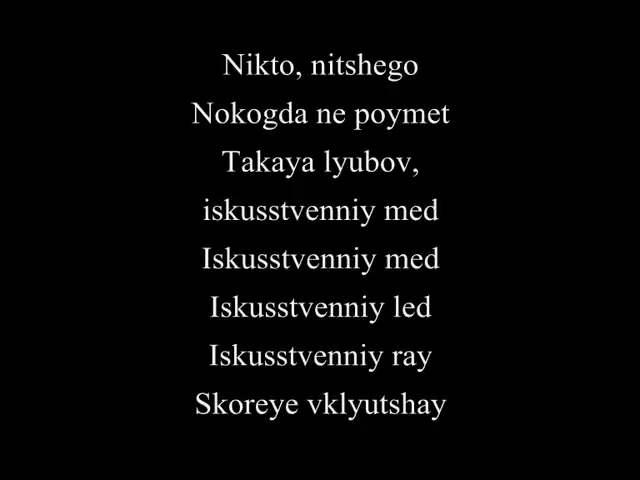 Nikto, nitshego
Nokogda ne poymet
Takaya lyubov,
iskusstvenniy med
Iskusstvenniy med
Iskusstvenniy led
Iskusstvenniy ray
Skoreye vklyutshay